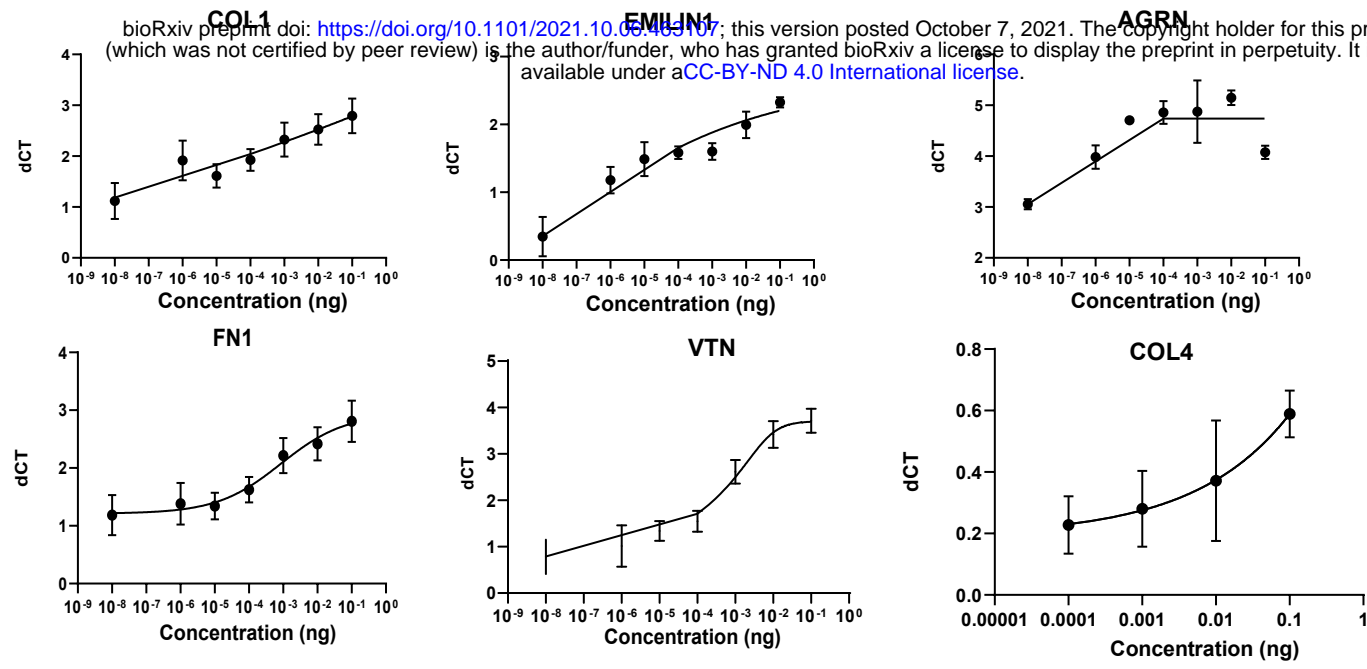 COL1 EMILIN1 AGRN
bioRxiv preprint doi: https://doi.org/10.1101/2021.10.06.463107; this version posted October 7, 2021. The copyright holder for this pr
(which was not certified by peer review) is the author/funder, who has granted bioRxiv a license to display the preprint in perpetuity. It
available under aCC-BY-ND 4.0 International license.
dCT
4
3
2
1
0
10⁻⁹ 10⁻⁸ 10⁻⁷ 10⁻⁶ 10⁻⁵ 10⁻⁴ 10⁻³ 10⁻² 10⁻¹ 10⁰
Concentration (ng)
dCT
3
2
1
0
10⁻⁹ 10⁻⁸ 10⁻⁷ 10⁻⁶ 10⁻⁵ 10⁻⁴ 10⁻³ 10⁻² 10⁻¹ 10⁰
Concentration (ng)
dCT
6
5
4
3
2
10⁻⁹ 10⁻⁸ 10⁻⁷ 10⁻⁶ 10⁻⁵ 10⁻⁴ 10⁻³ 10⁻² 10⁻¹ 10⁰
Concentration (ng)
FN1
dCT
4
3
2
1
0
10⁻⁹ 10⁻⁸ 10⁻⁷ 10⁻⁶ 10⁻⁵ 10⁻⁴ 10⁻³ 10⁻² 10⁻¹ 10⁰
Concentration (ng)
VTN
dCT
5
4
3
2
1
0
10⁻⁹ 10⁻⁸ 10⁻⁷ 10⁻⁶ 10⁻⁵ 10⁻⁴ 10⁻³ 10⁻² 10⁻¹ 10⁰
Concentration (ng)
COL4
dCT
0.8
0.6
0.4
0.2
0.0
0.00001 0.0001 0.001 0.01 0.1 1
Concentration (ng)